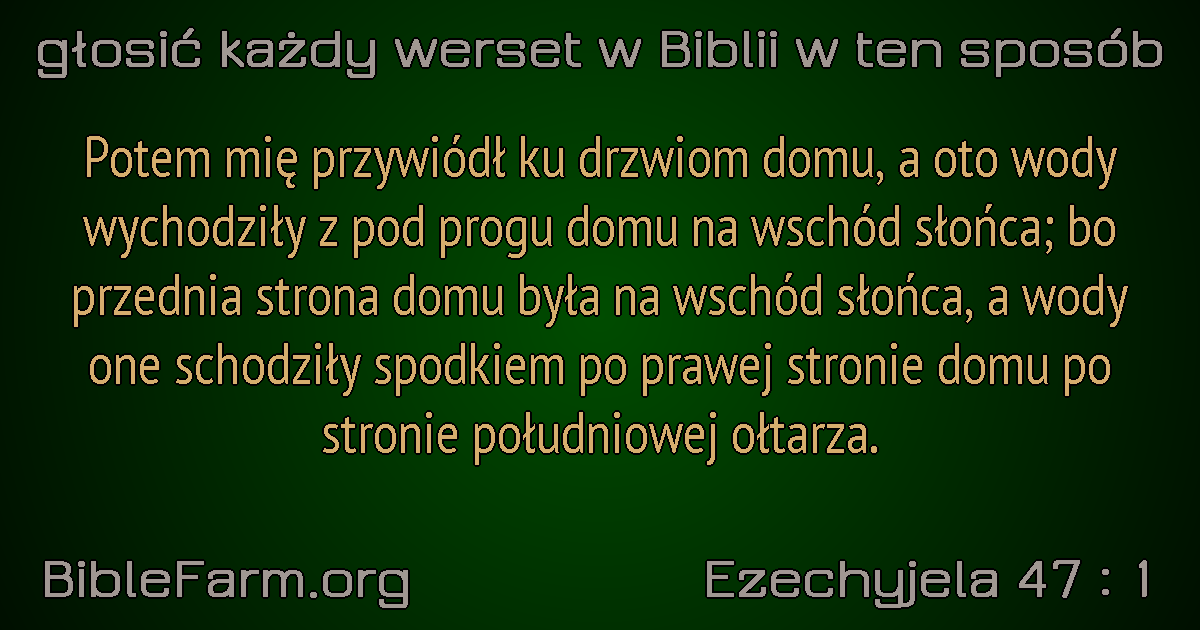 głosić każdy werset w Biblii w ten sposób
Potem mię przywiódł ku drzwiom domu, a oto wody
wychodziły z pod progu domu na wschód słońca; bo
przednia strona domu była na wschód słońca, a wody
one schodziły spodkiem po prawej stronie domu po
stronie południowej ołtarza.
BibleFarm.org
Ezechyjela 47 : 1